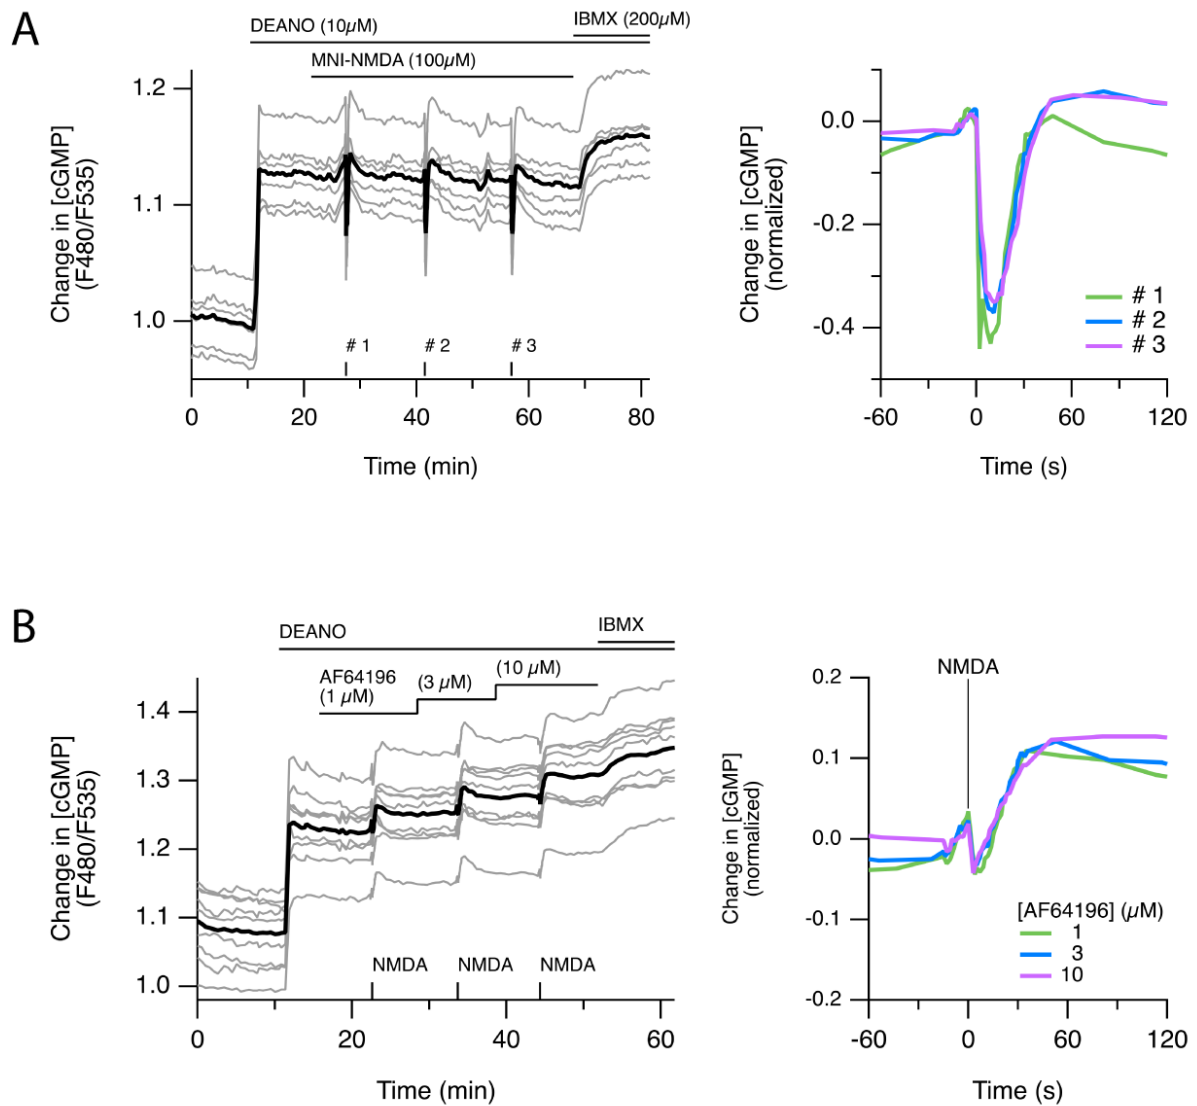 A
DEANO (10µM)
IBMX (200µM)
MNI-NMDA (100µM)
1.2
1.1
1.0
Change in [cGMP]
(F480/F535)
# 1
# 2
# 3
0
20
40
60
80
Time (min)
0.0
-0.2
-0.4
Change in [cGMP]
(normalized)
# 1
# 2
# 3
-60
0
60
120
Time (s)
B
DEANO
IBMX
AF64196
(1 µM)
(3 µM)
(10 µM)
1.4
1.3
1.2
1.1
1.0
Change in [cGMP]
(F480/F535)
NMDA
NMDA
NMDA
0
20
40
60
Time (min)
NMDA
0.2
0.1
0.0
-0.1
-0.2
Change in [cGMP]
(normalized)
[AF64196] (µM)
1
3
10
-60
0
60
120
Time (s)